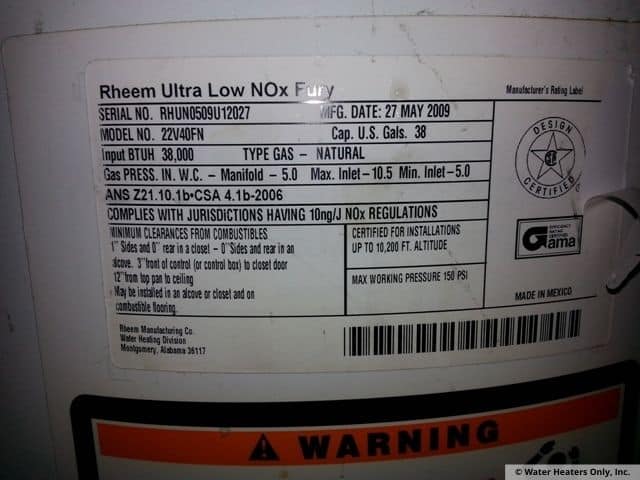 Rheem Ultra Low NOx Fury
Manufacturer's Rating Label
SERIAL NO. RHUN0509U12027 MFG. DATE: 27 MAY 2009
MODEL NO. 22V40FN Cap. U.S. Gals. 38
Input BTUH 38,000 TYPE GAS - NATURAL
Gas PRESS. IN. W.C. - Manifold - 5.0 Max. Inlet - 10.5 Min. Inlet - 5.0
ANS Z21.10.1b•CSA 4.1b-2006
COMPLIES WITH JURISDICTIONS HAVING 10ng/J NOx REGULATIONS
MINIMUM CLEARANCES FROM COMBUSTIBLES
1" Sides and 0" rear in a closet - 0" Sides and rear in an
alcove. 3" front of control (or control box) to closet door
12" from top pan to ceiling
May be installed in an alcove or closet and on
combustible flooring.
CERTIFIED FOR INSTALLATIONS
UP TO 10,200 FT. ALTITUDE
MAX WORKING PRESSURE 150 PSI
DESIGN
CERTIFIED
EFFICIENCY
RATING
CERTIFIED
Gama
MADE IN MEXICO
Rheem Manufacturing Co.
Water Heating Division
Montgomery, Alabama 36117
WARNING
© Water Heaters Only, Inc.